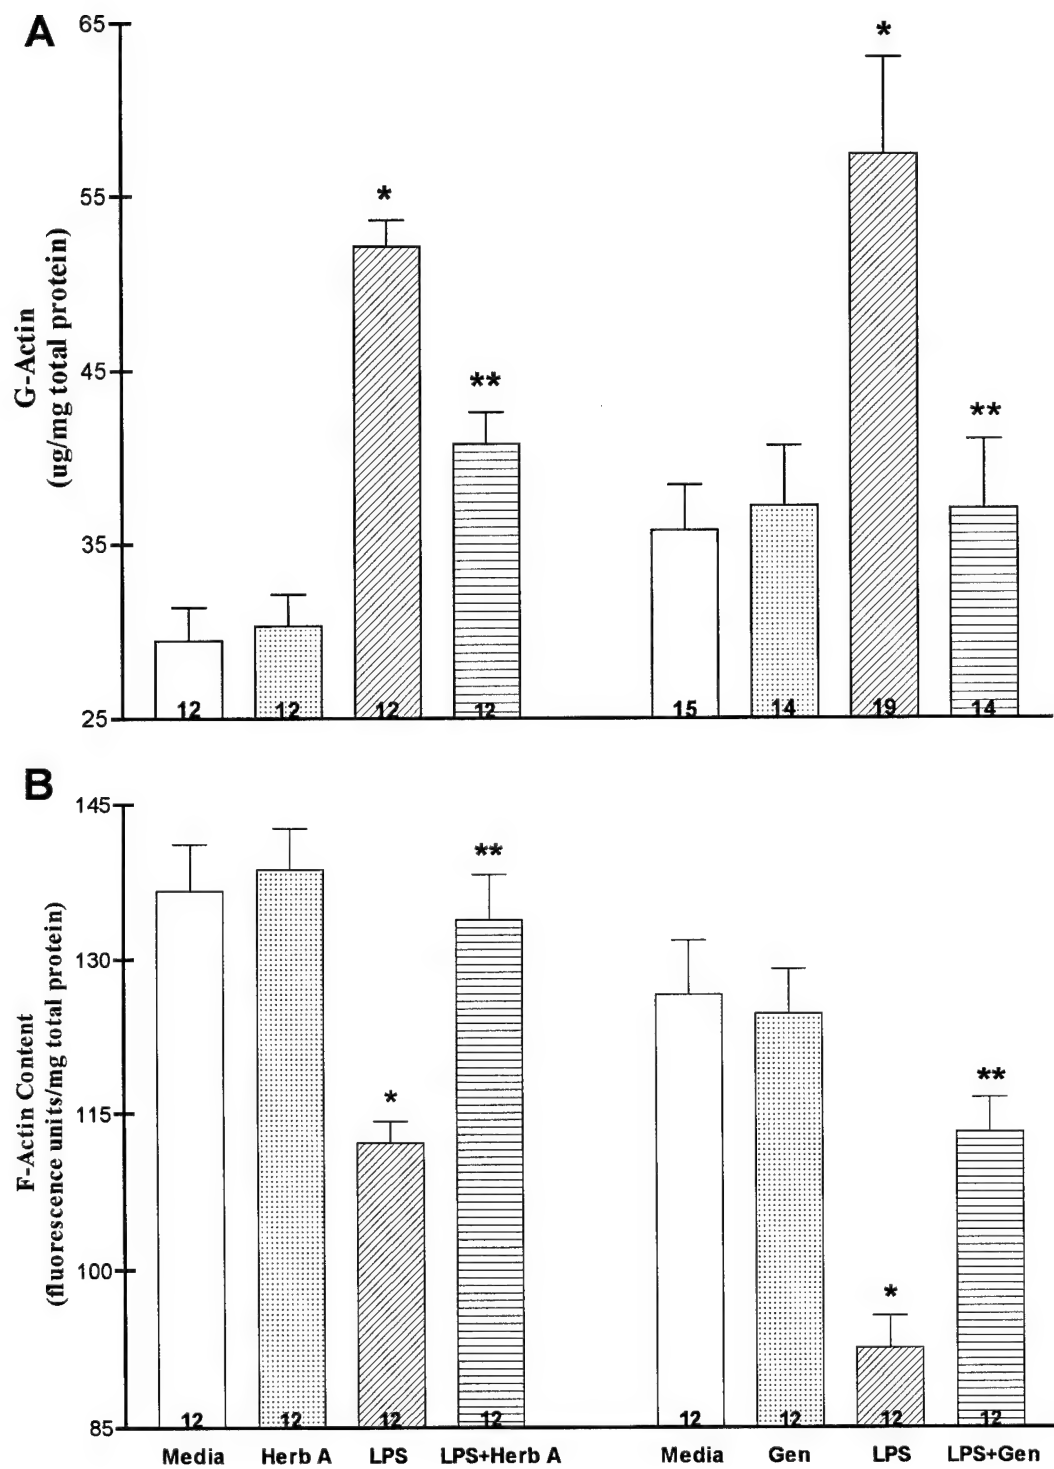 A
65
55
45
35
25
G-Actin
(ug/mg total protein)
*
**
*
**
12 12 12 12 15 14 19 14
B
145
130
115
100
85
F-Actin Content
(fluorescence units/mg total protein)
**
*
**
*
12 12 12 12 12 12 12 12
Media Herb A LPS LPS+Herb A Media Gen LPS LPS+Gen